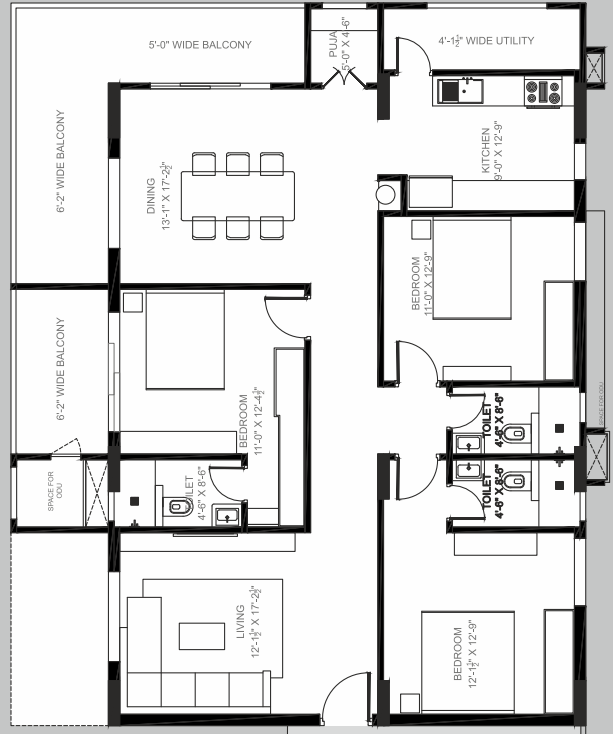 5'-0" WIDE BALCONY
PUJA
5'-0" X 4'-6"
4'-1½" WIDE UTILITY
6'-2" WIDE BALCONY
DINING
13'-1" X 17'-2½"
KITCHEN
9'-0" X 12'-9"
BEDROOM
11'-0" X 12'-9"
6'-2" WIDE BALCONY
BEDROOM
11'-0" X 12'-4½"
TOILET
4'-6" X 8'-6"
SPACE FOR ODU
SPACE FOR
ODU
TOILET
4'-6" X 8'-6"
TOILET
4'-6" X 8'-6"
LIVING
12'-1½" X 17'-2½"
BEDROOM
12'-1½" X 12'-9"